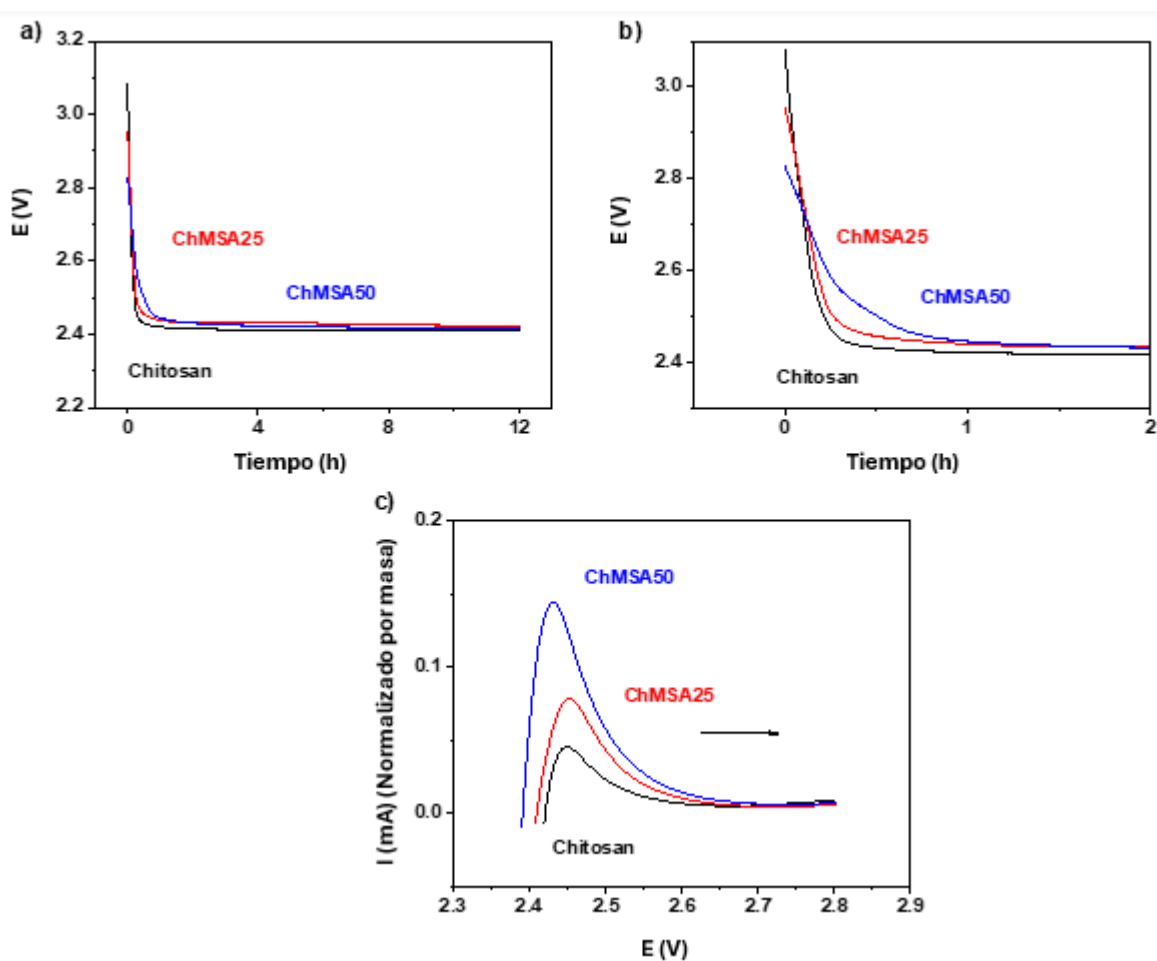 a)
3.2
3.0
2.8
2.6
2.4
2.2
E (V)
ChMSA25
ChMSA50
Chitosan
0
4
8
12
Tiempo (h)
b)
3.0
2.8
2.6
2.4
E (V)
ChMSA25
ChMSA50
Chitosan
0
1
2
Tiempo (h)
c)
0.2
0.1
0.0
I (mA) (Normalizado por masa)
ChMSA50
ChMSA25
Chitosan
2.3
2.4
2.5
2.6
2.7
2.8
2.9
E (V)